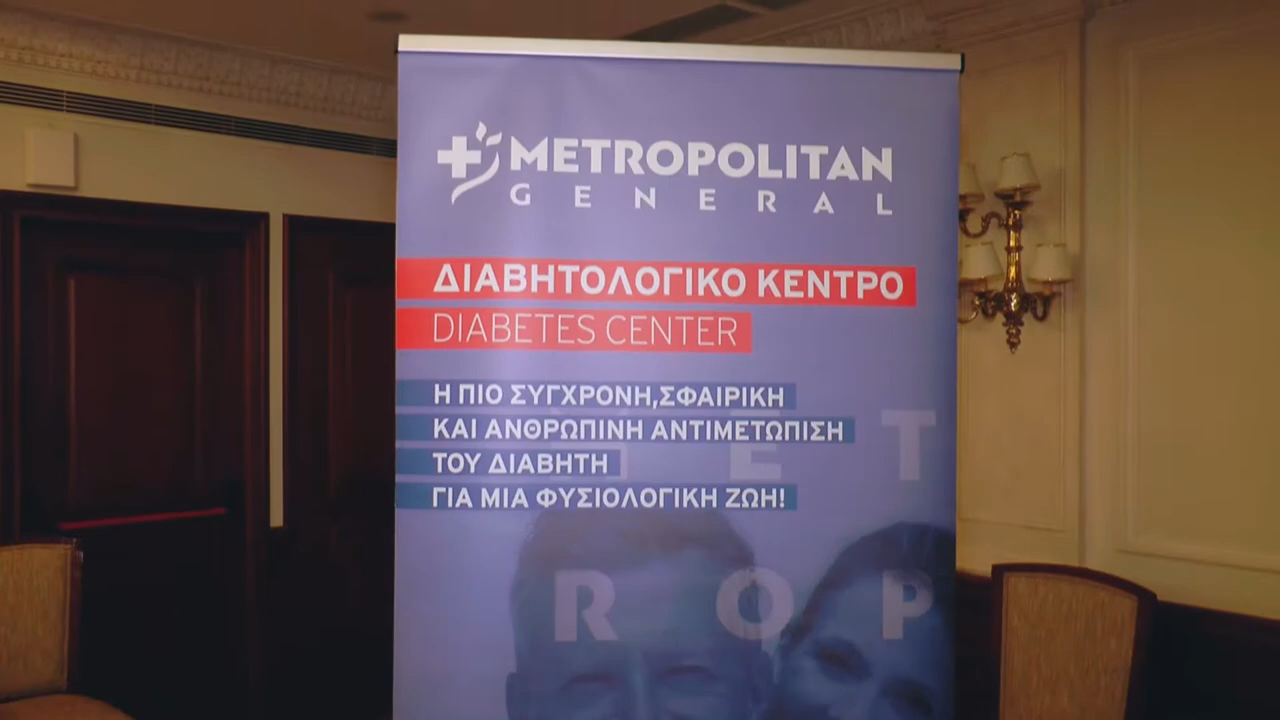 METROPOLITAN
GENERAL
ΔΙΑΒΗΤΟΛΟΓΙΚΟ ΚΕΝΤΡΟ
DIABETES CENTER
Η ΠΙΟ ΣΥΓΧΡΟΝΗ,ΣΦΑΙΡΙΚΗ
ΚΑΙ ΑΝΘΡΩΠΙΝΗ ΑΝΤΙΜΕΤΩΠΙΣΗ
ΤΟΥ ΔΙΑΒΗΤΗ
ΓΙΑ ΜΙΑ ΦΥΣΙΟΛΟΓΙΚΗ ΖΩΗ!
M E T
R O P